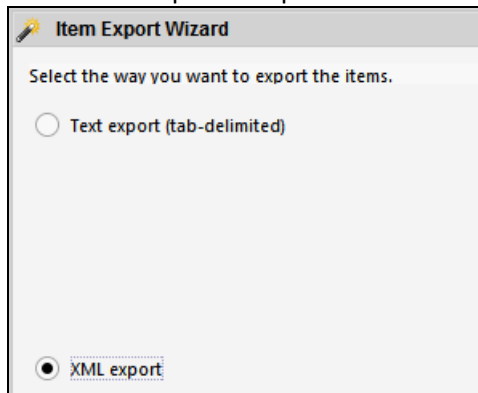 Item Export Wizard
Select the way you want to export the items.
Text export (tab-delimited)
XML export